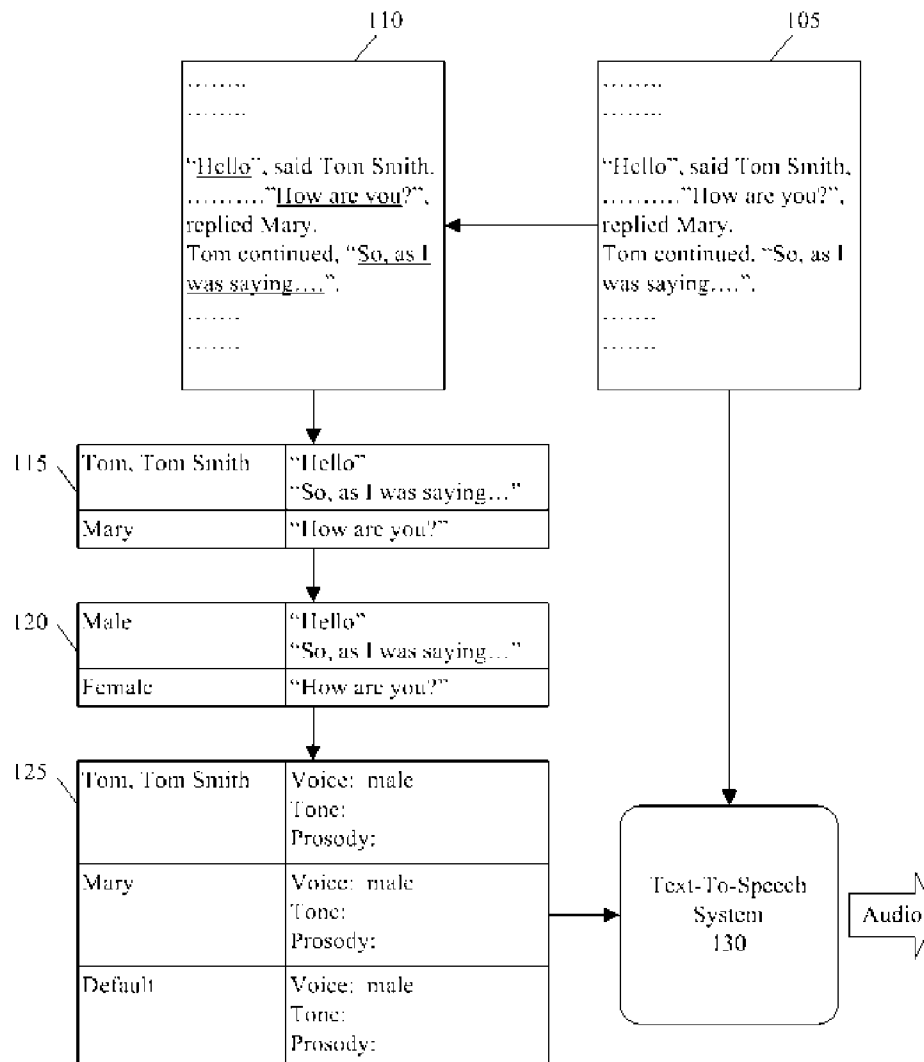 110
105
........
........
“Hello”, said Tom Smith.
..........”How are you?”,
replied Mary.
Tom continued, “So, as I
was saying….”.
.......
.......
........
........
“Hello”, said Tom Smith,
..........”How are you?”,
replied Mary.
Tom continued. “So, as I
was saying….”.
.......
.......
115
Tom, Tom Smith
“Hello”
“So, as I was saying…”
Mary
“How are you?”
120
Male
“Hello”
“So, as I was saying…”
Female
“How are you?”
125
Tom, Tom Smith
Voice: male
Tone:
Prosody:
Mary
Voice: male
Tone:
Prosody:
Default
Voice: male
Tone:
Prosody:
Text-To-Speech
System
130
Audio